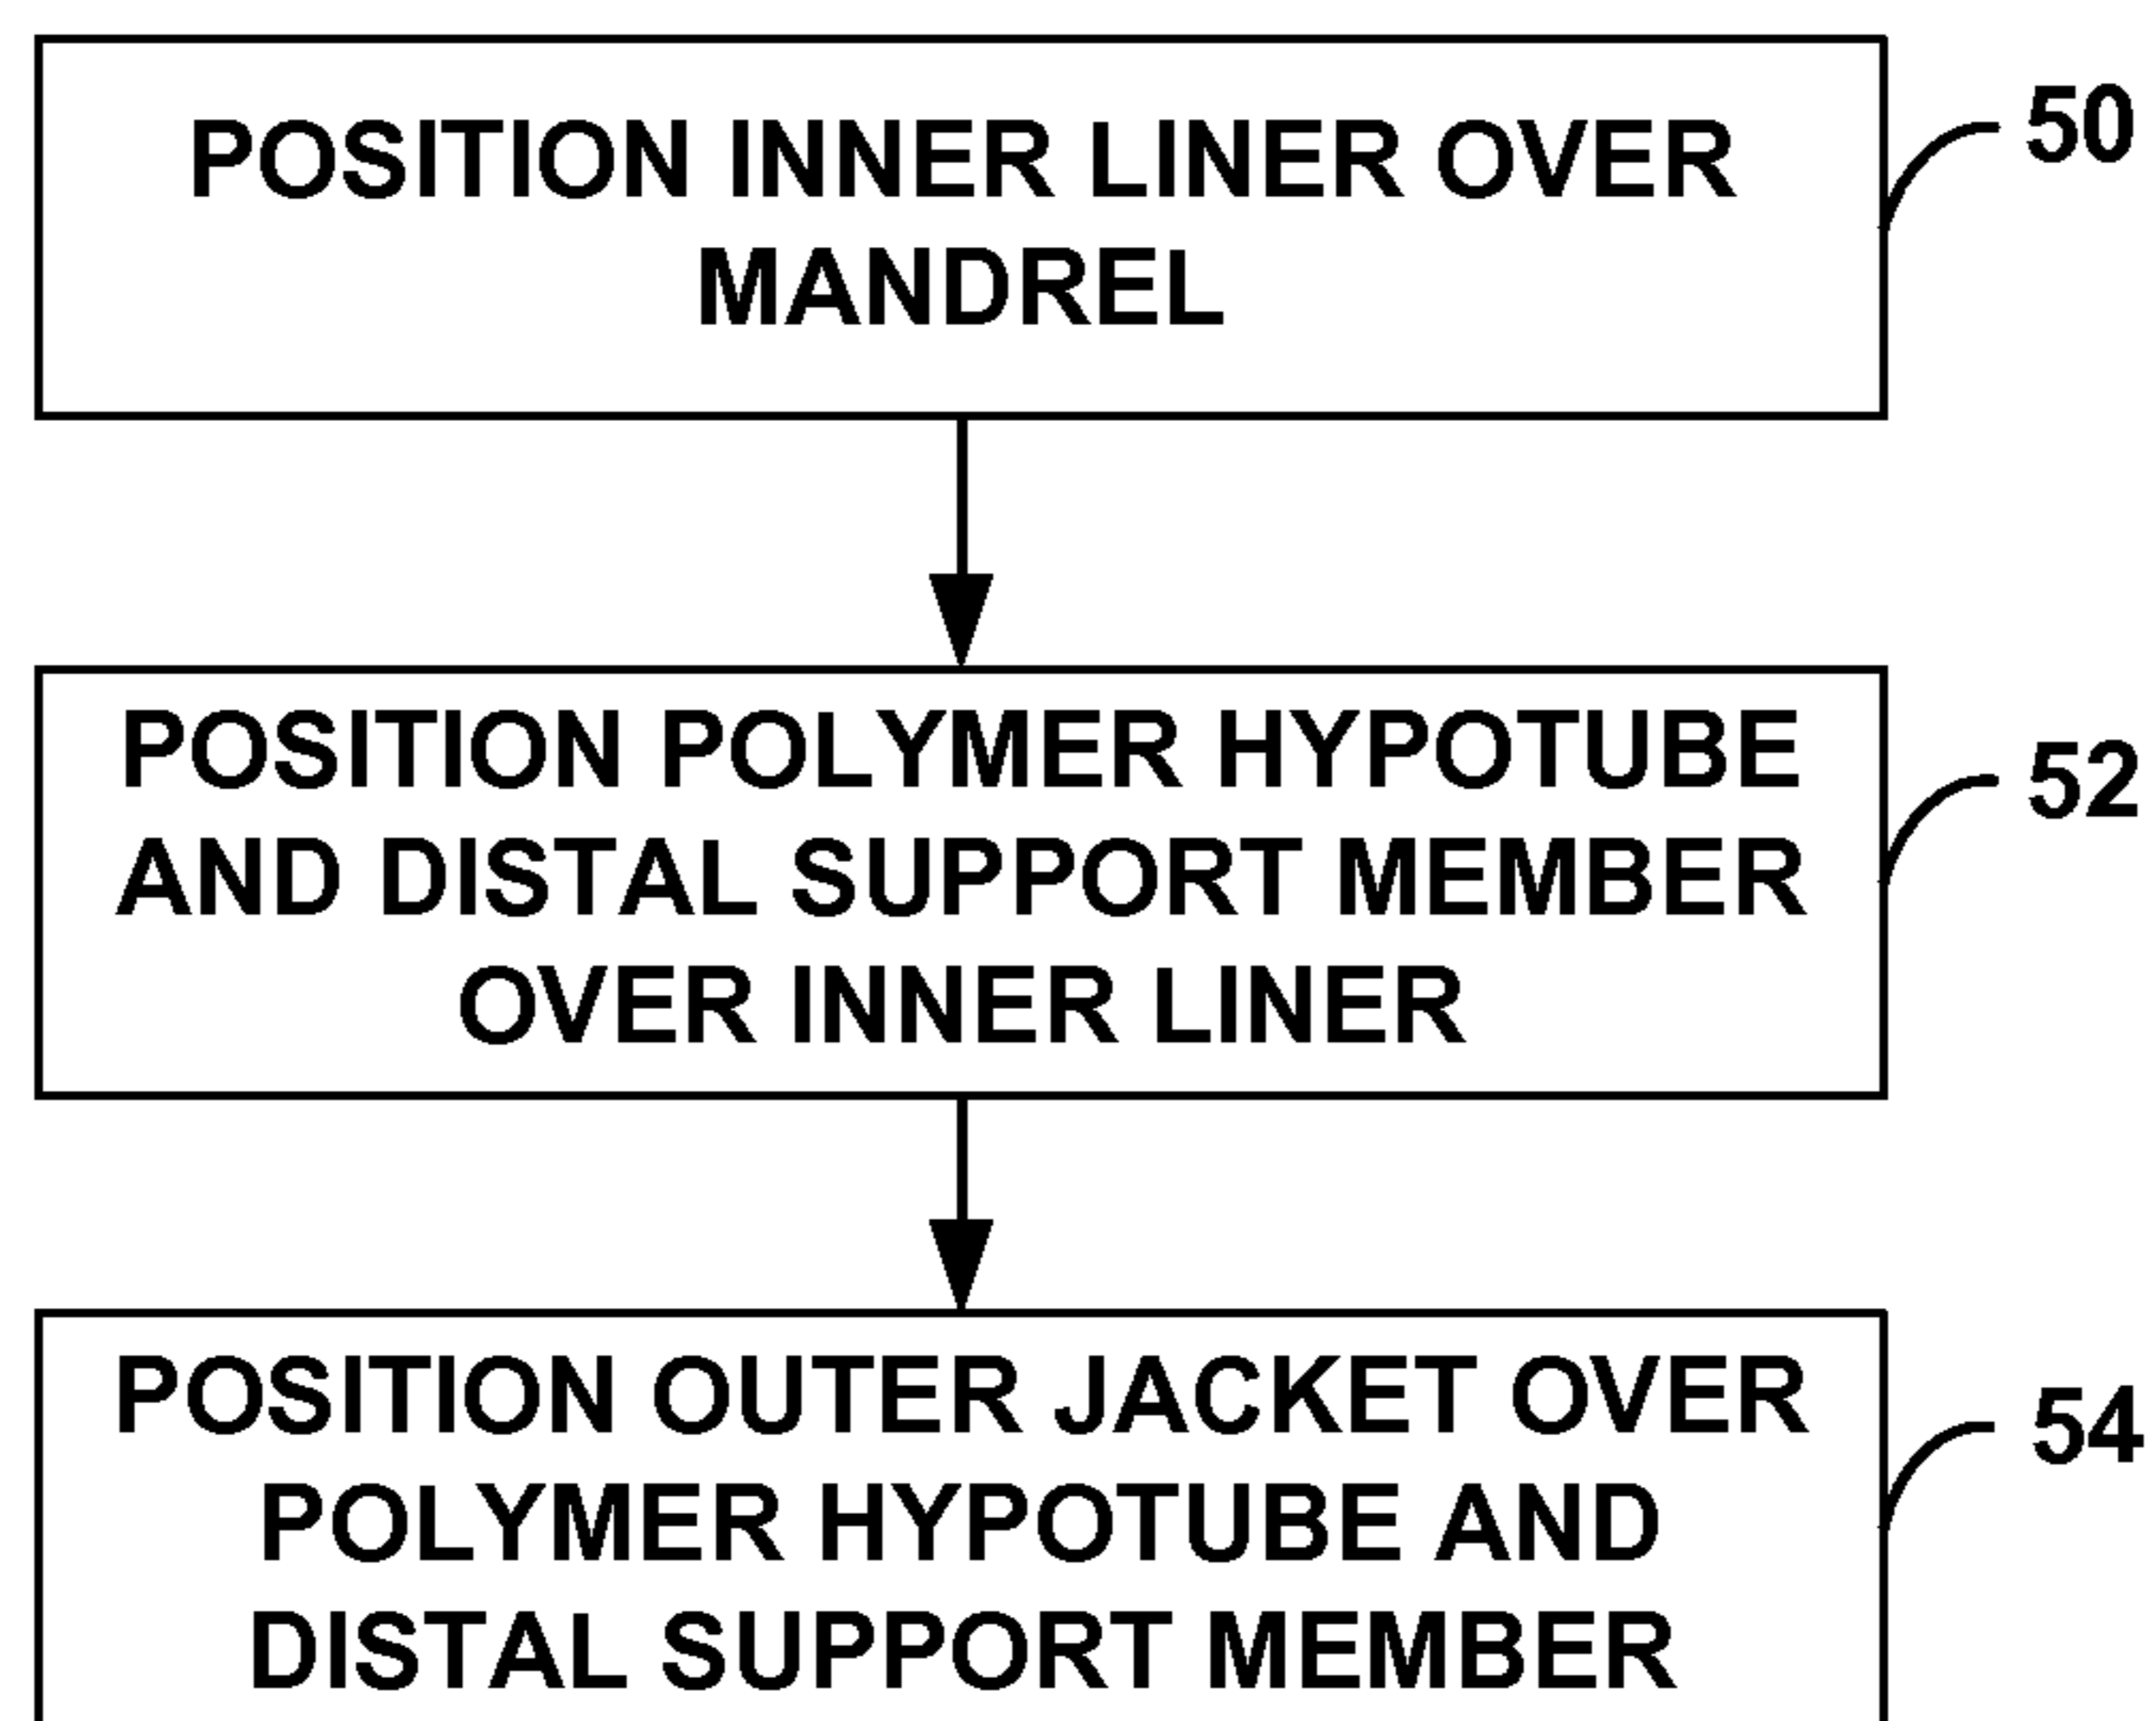 POSITION INNER LINER OVER
MANDREL
50
POSITION POLYMER HYPOTUBE
AND DISTAL SUPPORT MEMBER
OVER INNER LINER
52
POSITION OUTER JACKET OVER
POLYMER HYPOTUBE AND
DISTAL SUPPORT MEMBER
54